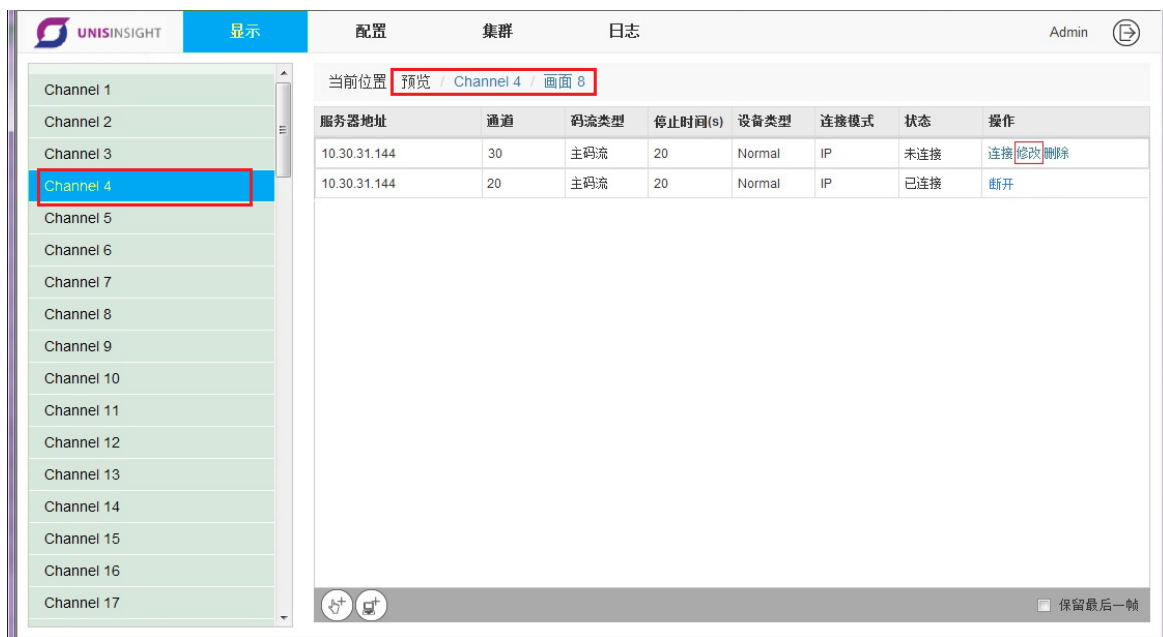 UNISINSIGHT 显示 配置 集群 日志 Admin
当前位置 预览 / Channel 4 / 画面 8
Channel 1
Channel 2
Channel 3
Channel 4
Channel 5
Channel 6
Channel 7
Channel 8
Channel 9
Channel 10
Channel 11
Channel 12
Channel 13
Channel 14
Channel 15
Channel 16
Channel 17
服务器地址 通道 码流类型 停止时间(s) 设备类型 连接模式 状态 操作
10.30.31.144 30 主码流 20 Normal IP 未连接 连接 修改 删除
10.30.31.144 20 主码流 20 Normal IP 已连接 断开
保留最后一帧